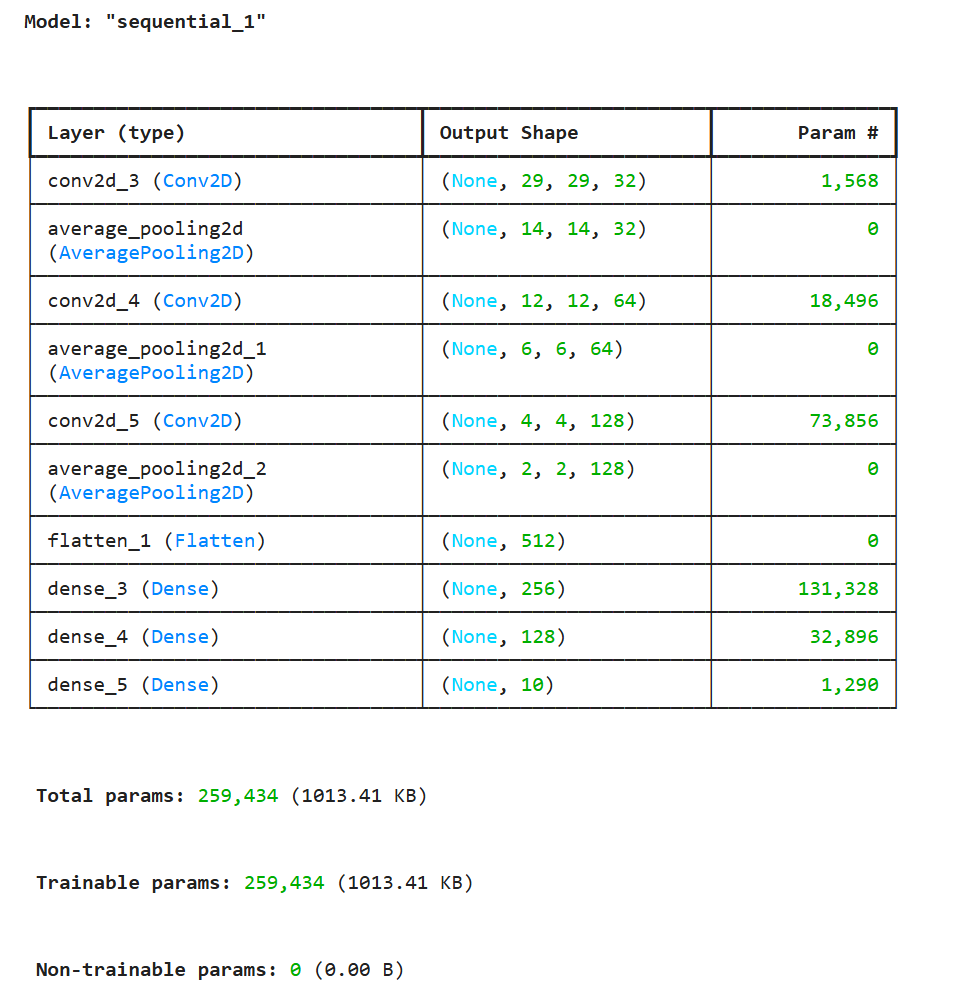 Model: "sequential_1"
Layer (type) Output Shape Param #
conv2d_3 (Conv2D) (None, 29, 29, 32) 1,568
average_pooling2d (None, 14, 14, 32) 0
(AveragePooling2D)
conv2d_4 (Conv2D) (None, 12, 12, 64) 18,496
average_pooling2d_1 (None, 6, 6, 64) 0
(AveragePooling2D)
conv2d_5 (Conv2D) (None, 4, 4, 128) 73,856
average_pooling2d_2 (None, 2, 2, 128) 0
(AveragePooling2D)
flatten_1 (Flatten) (None, 512) 0
dense_3 (Dense) (None, 256) 131,328
dense_4 (Dense) (None, 128) 32,896
dense_5 (Dense) (None, 10) 1,290
Total params: 259,434 (1013.41 KB)
Trainable params: 259,434 (1013.41 KB)
Non-trainable params: 0 (0.00 B)